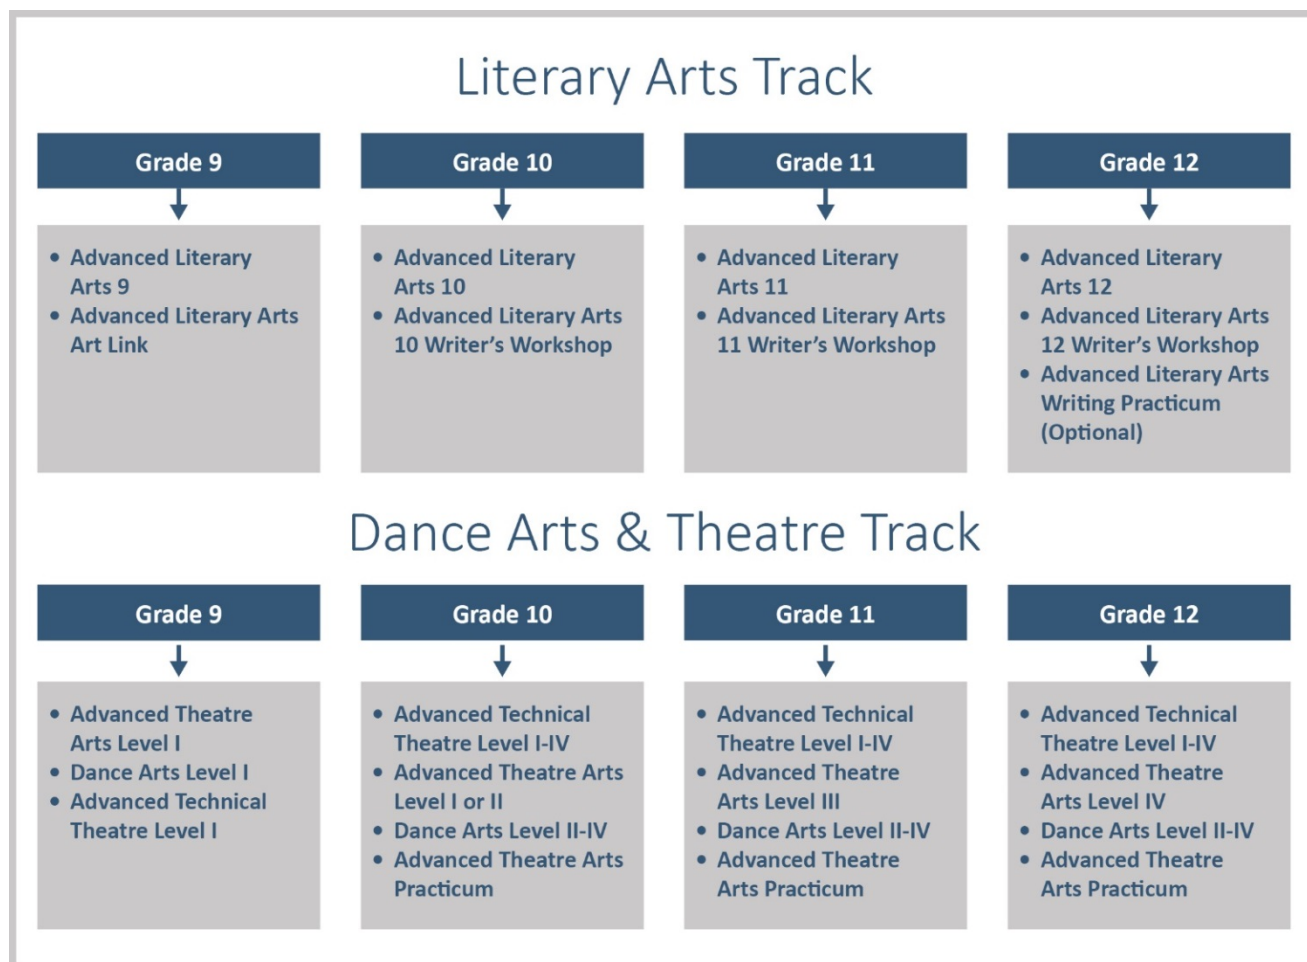 Literary Arts Track
Grade 9
• Advanced Literary
Arts 9
• Advanced Literary Arts
Art Link
Grade 10
• Advanced Literary
Arts 10
• Advanced Literary Arts
10 Writer’s Workshop
Grade 11
• Advanced Literary
Arts 11
• Advanced Literary Arts
11 Writer’s Workshop
Grade 12
• Advanced Literary
Arts 12
• Advanced Literary Arts
12 Writer’s Workshop
• Advanced Literary Arts
Writing Practicum
(Optional)
Dance Arts & Theatre Track
Grade 9
• Advanced Theatre
Arts Level I
• Dance Arts Level I
• Advanced Technical
Theatre Level I
Grade 10
• Advanced Technical
Theatre Level I-IV
• Advanced Theatre Arts
Level I or II
• Dance Arts Level II-IV
• Advanced Theatre Arts
Practicum
Grade 11
• Advanced Technical
Theatre Level I-IV
• Advanced Theatre
Arts Level III
• Dance Arts Level II-IV
• Advanced Theatre
Arts Practicum
Grade 12
• Advanced Technical
Theatre Level I-IV
• Advanced Theatre
Arts Level IV
• Dance Arts Level II-IV
• Advanced Theatre
Arts Practicum